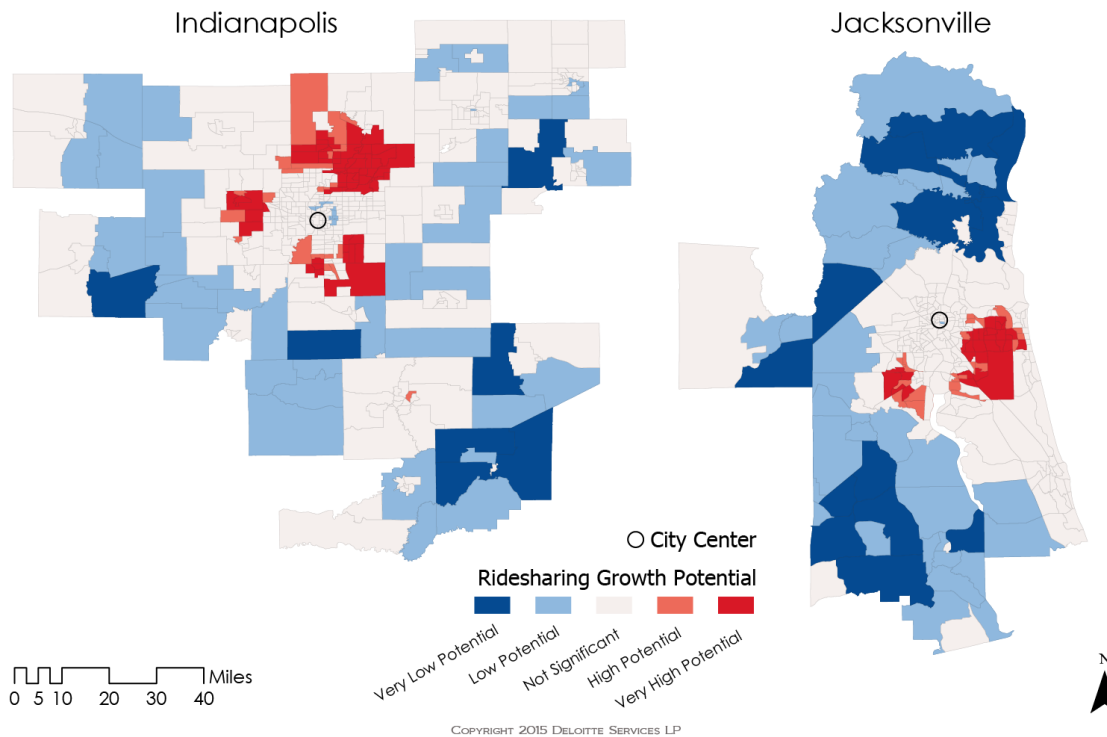 Indianapolis
Jacksonville
City Center
Ridesharing Growth Potential
Very Low Potential
Low Potential
Not Significant
High Potential
Very High Potential
Miles
0 5 10 20 30 40
N
Copyright 2015 Deloitte Services LP